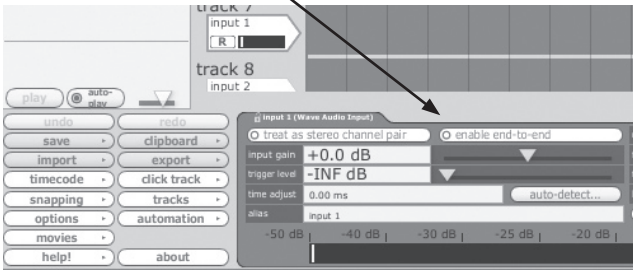 track 7
input 1
R
track 8
input 2
play
auto-play
undo
redo
save
clipboard
import
export
timecode
click track
snapping
tracks
options
automation
movies
help!
about
input 1 (Wave Audio Input)
treat as stereo channel pair
enable end-to-end
input gain +0.0 dB
trigger level -INF dB
time adjust 0.00 ms auto-detect...
alias input 1
-50 dB -40 dB -30 dB -25 dB -20 dB